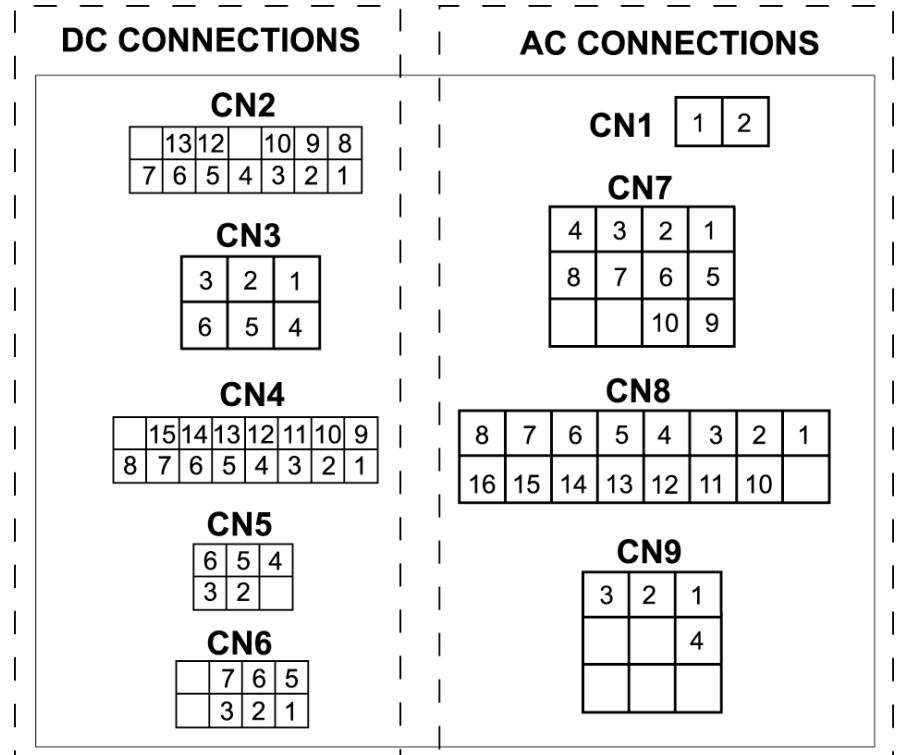 DC CONNECTIONS
CN2
13 12 10 9 8
7 6 5 4 3 2 1
CN3
3 2 1
6 5 4
CN4
15 14 13 12 11 10 9
8 7 6 5 4 3 2 1
CN5
6 5 4
3 2
CN6
7 6 5
3 2 1
AC CONNECTIONS
CN1 1 2
CN7
4 3 2 1
8 7 6 5
10 9
CN8
8 7 6 5 4 3 2 1
16 15 14 13 12 11 10
CN9
3 2 1
4